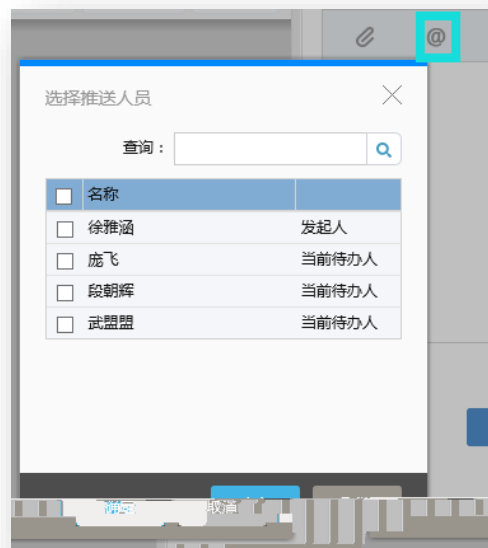 @
选择推送人员
查询：
名称
徐雅涵 发起人
庞飞 当前待办人
段朝辉 当前待办人
武盟盟 当前待办人
确定 取消